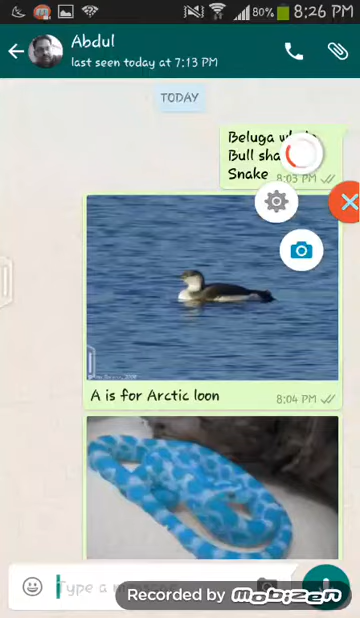 80% 8:26 PM
Abdul
last seen today at 7:13 PM
TODAY
Beluga
Bull
Snake 8:03 PM
A is for Arctic loon 8:04 PM
Type a
Recorded by Mobizen